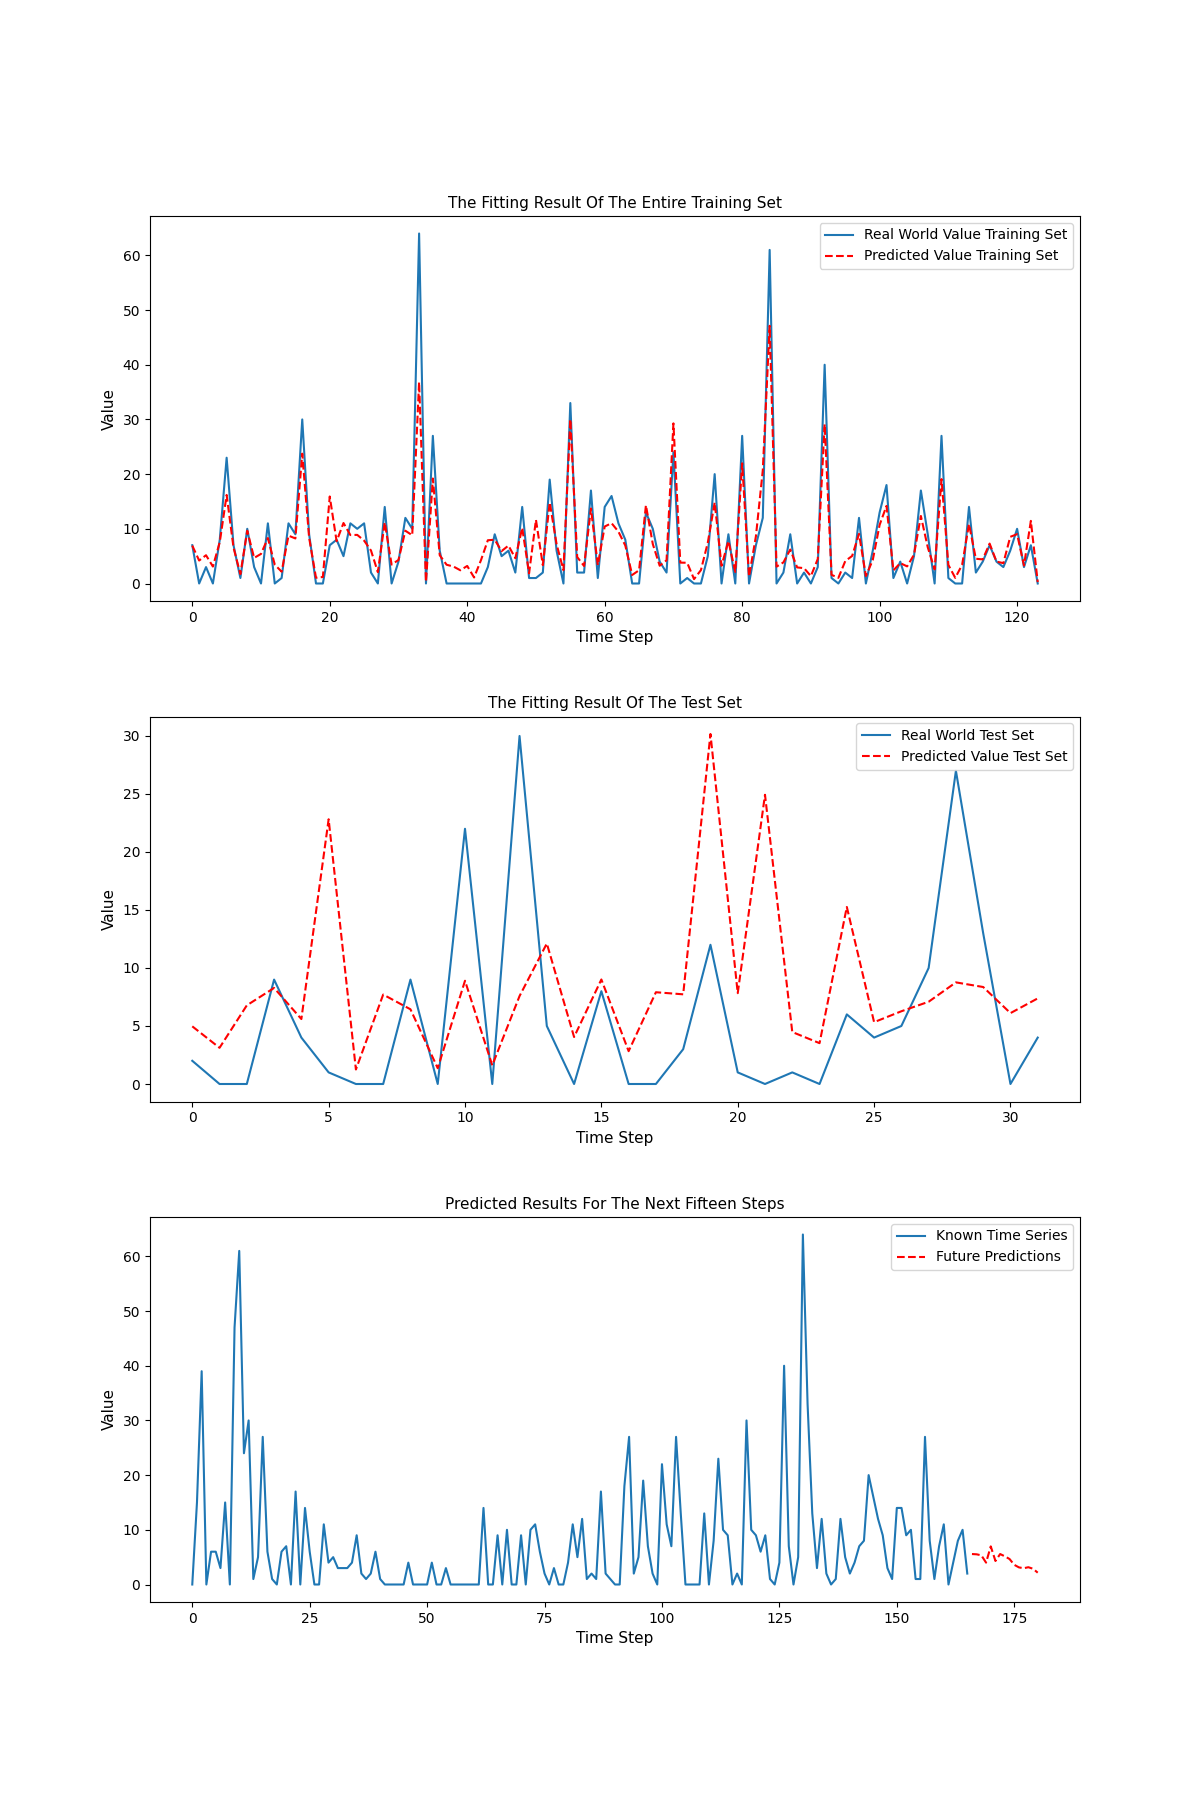 The Fitting Result Of The Entire Training Set
Real World Value Training Set
Predicted Value Training Set
60
50
40
30
20
10
0
Value
0 20 40 60 80 100 120
Time Step
The Fitting Result Of The Test Set
Real World Test Set
Predicted Value Test Set
30
25
20
15
10
5
0
Value
0 5 10 15 20 25 30
Time Step
Predicted Results For The Next Fifteen Steps
Known Time Series
Future Predictions
60
50
40
30
20
10
0
Value
0 25 50 75 100 125 150 175
Time Step